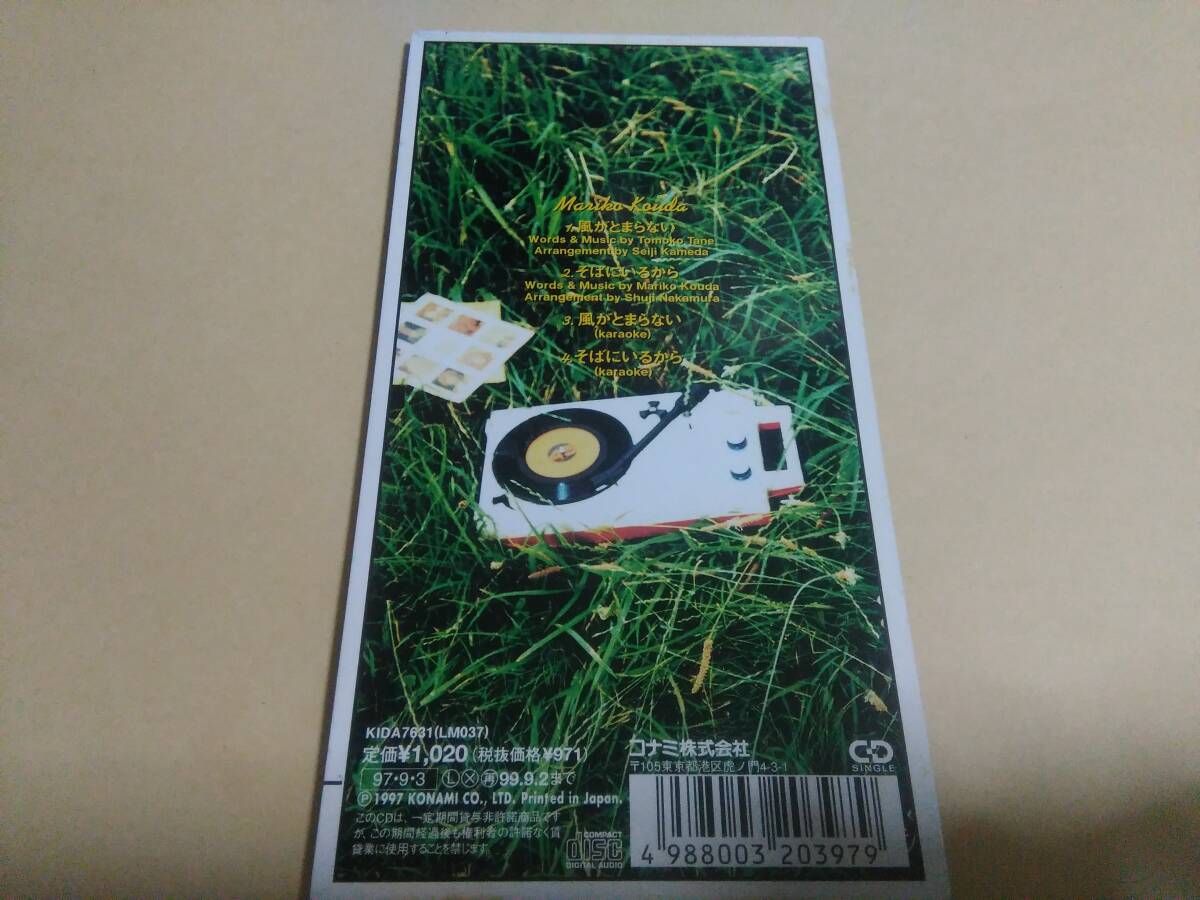 Mariko Kouda
1. 風がとまらない
Words & Music by Tomoko Tane
Arrangement by Seiji Kameda
2. そばにいるから
Words & Music by Mariko Kouda
Arrangement by Shuji Nakamura
3. 風がとまらない
(karaoke)
4. そばにいるから
(karaoke)
KIDA7631(LM037)
定価¥1,020 (税抜価格¥971)
97・9・3 Ⓛ Ⓧ 再 99.9.2まで
Ⓟ 1997 KONAMI CO., LTD. Printed in Japan.
このCDは、一定期間貸与非許諾商品です
が、この期間経過後も権利者の許諾なく賃
貸業に使用することを禁じます。
COMPACT
disc
DIGITAL AUDIO
コナミ株式会社
〒105東京都港区虎ノ門4-3-1
CD
SINGLE
4 988003 203979